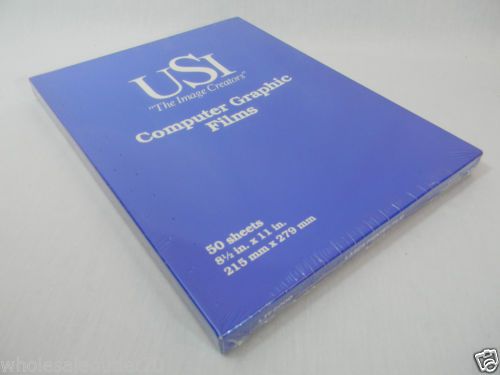 USI
"The Image Creators"
Computer Graphic
Films
50 sheets
8½ in. x 11 in.
215 mm x 279 mm